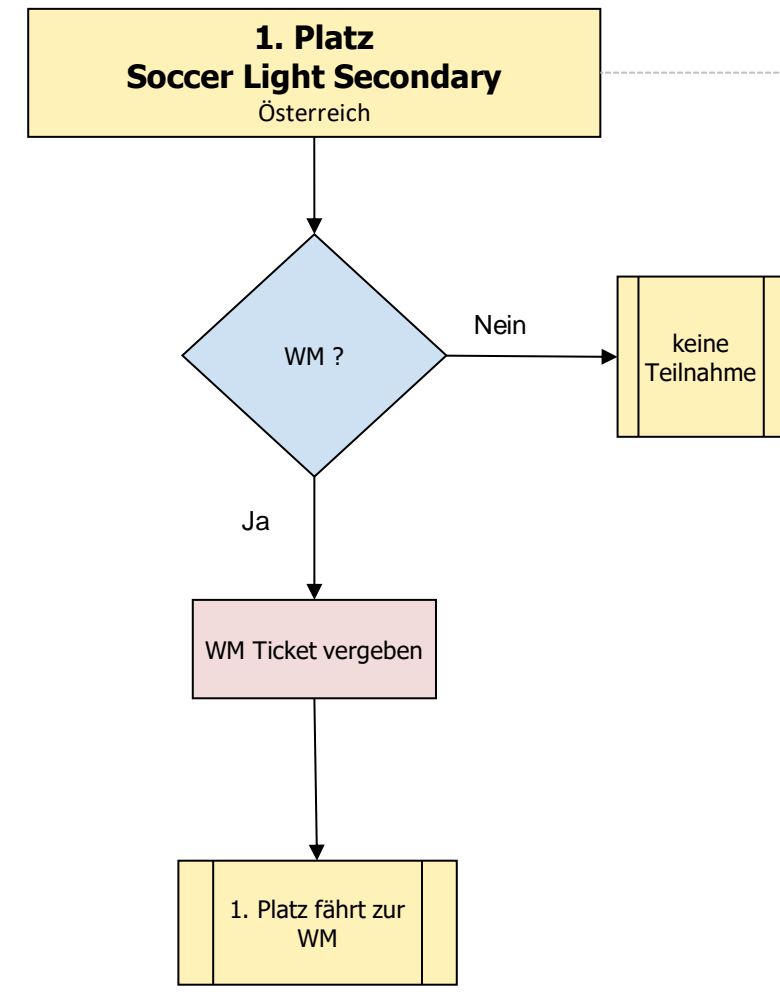 1. Platz
Soccer Light Secondary
Österreich
WM ?
Nein
keine
Teilnahme
Ja
WM Ticket vergeben
1. Platz fährt zur
WM